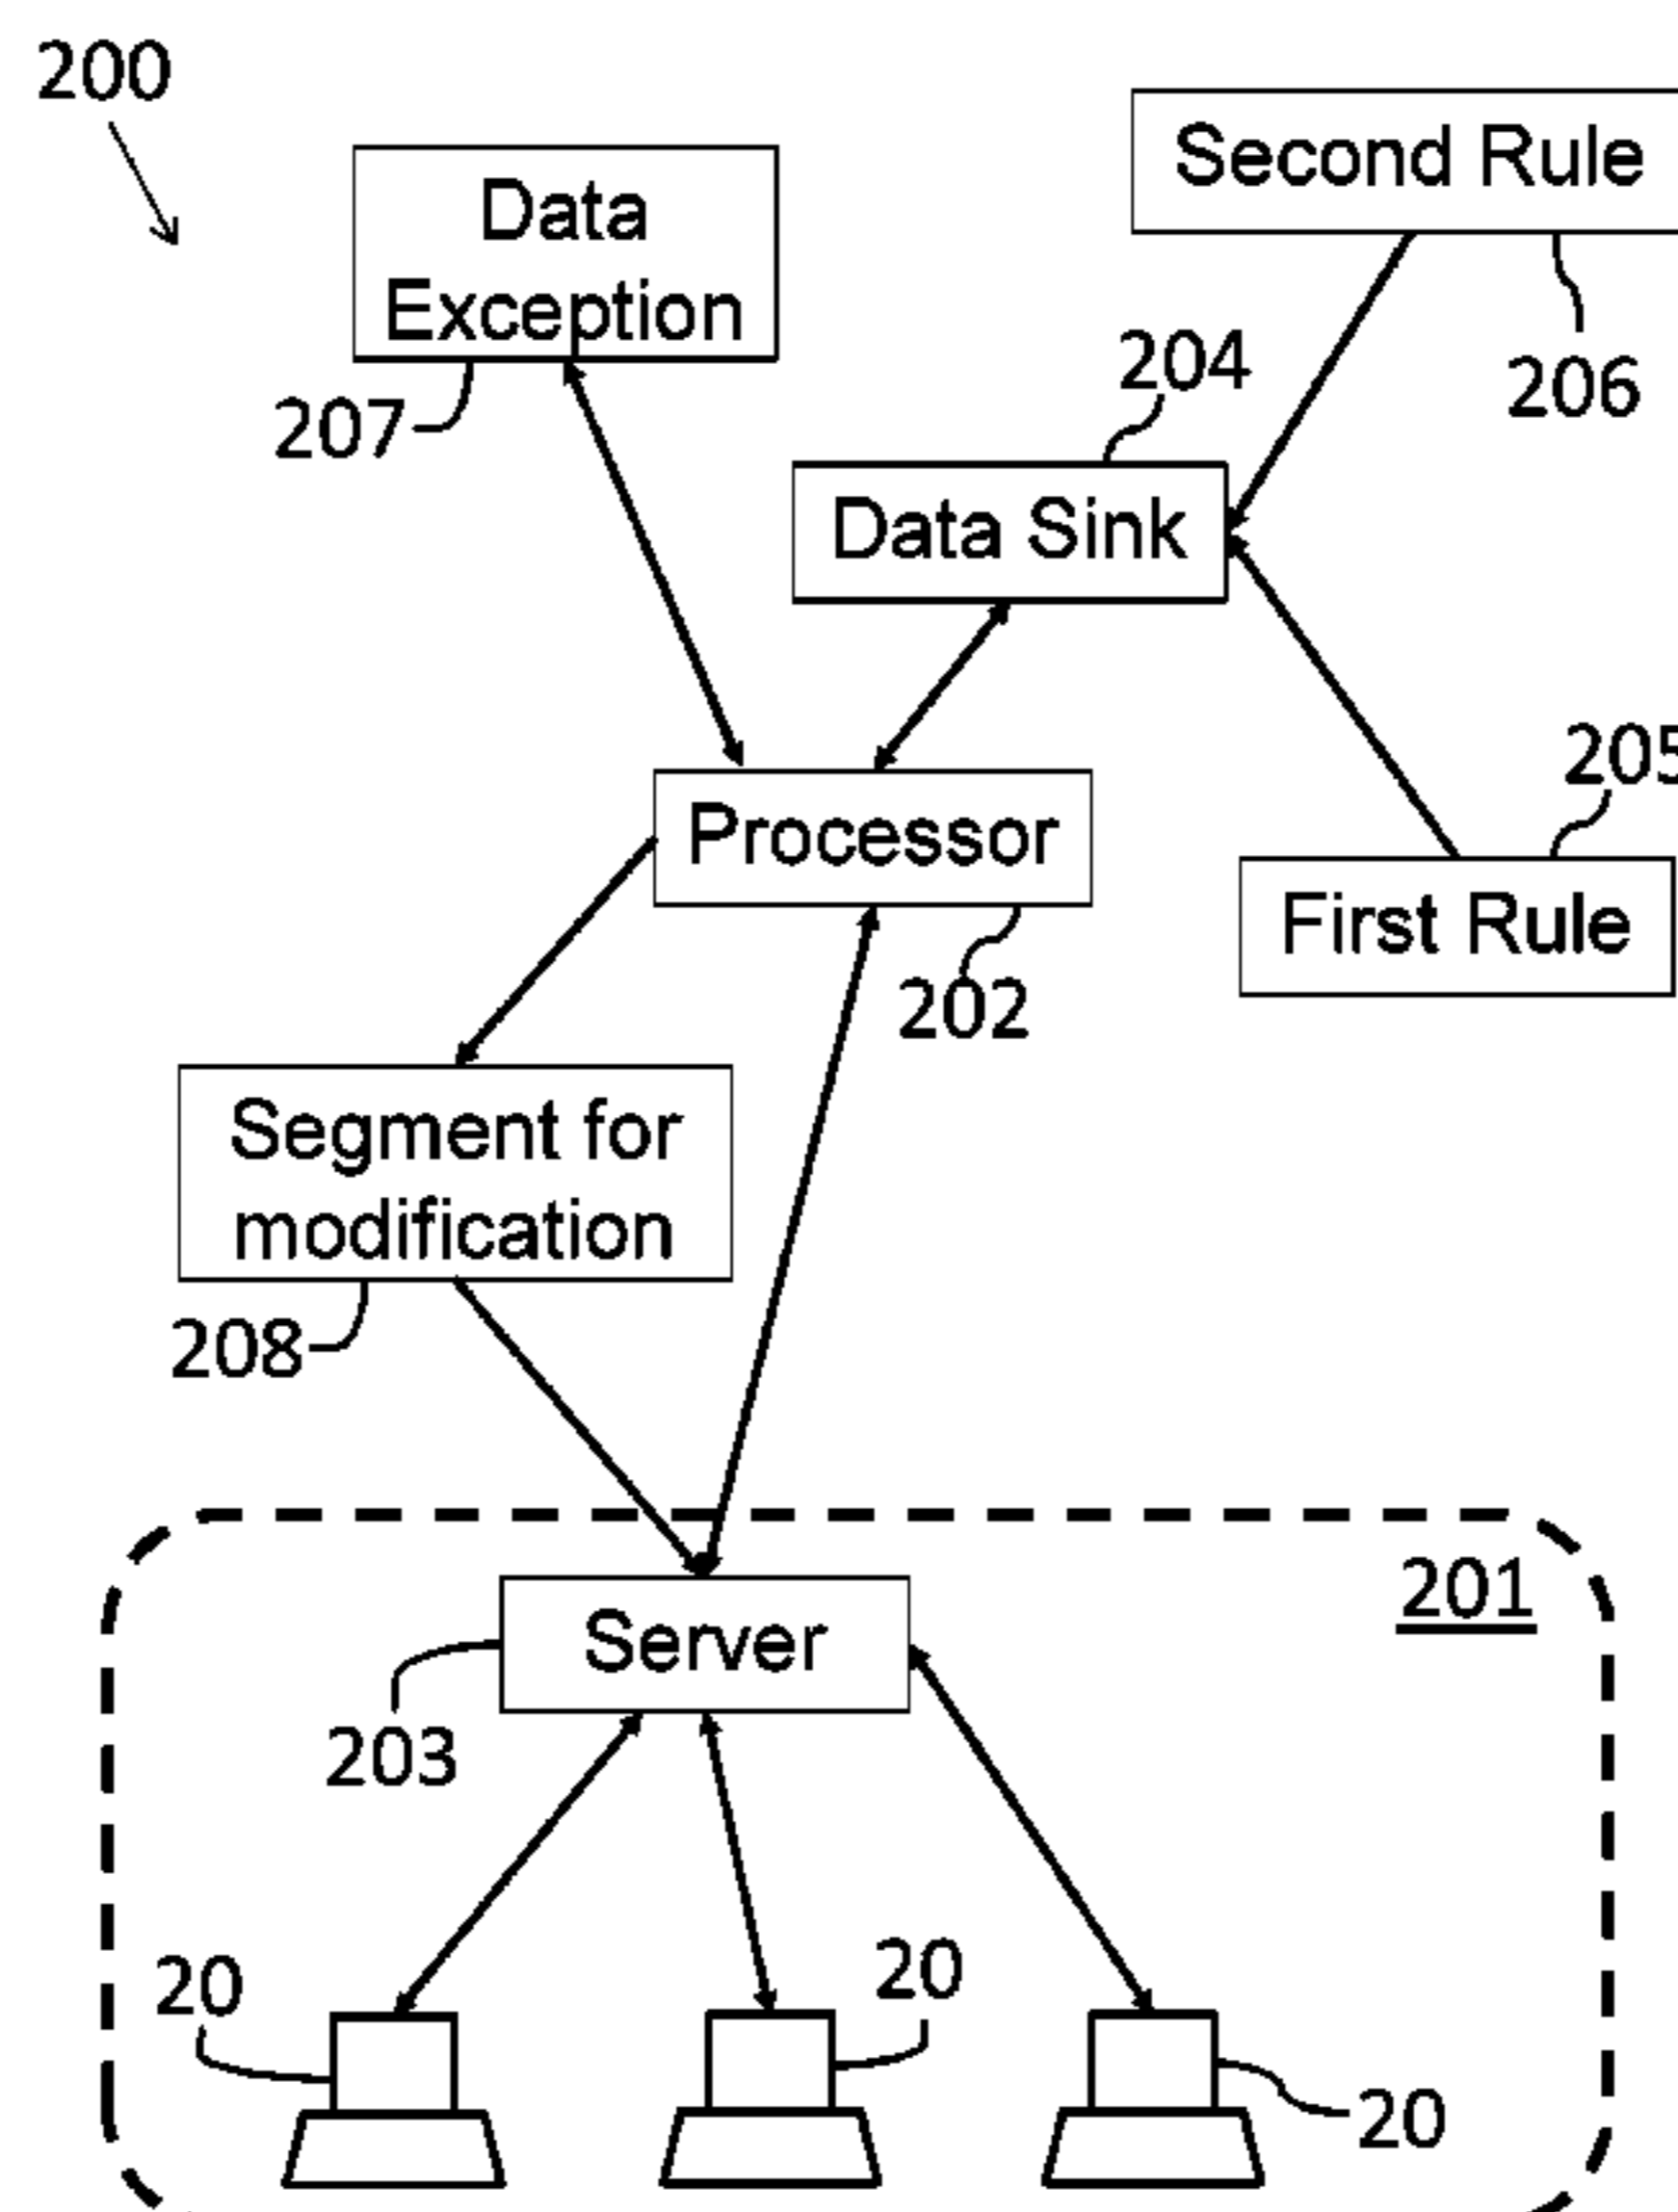 200
Second Rule
Data
Exception
204
206
207
Data Sink
205
Processor
First Rule
202
Segment for
modification
208
201
Server
203
20
20
20